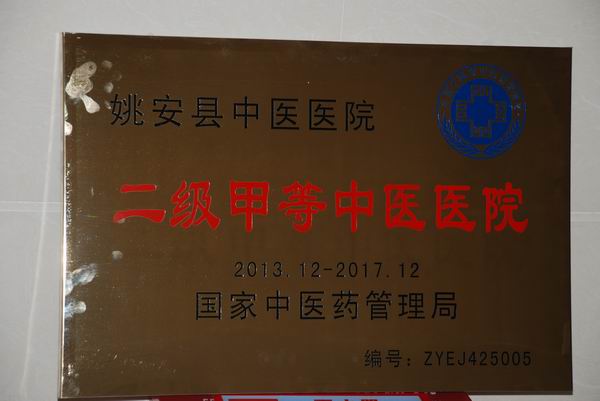 姚安县中医医院
二级甲等中医医院
2013.12-2017.12
国家中医药管理局
编号：ZYEJ425005